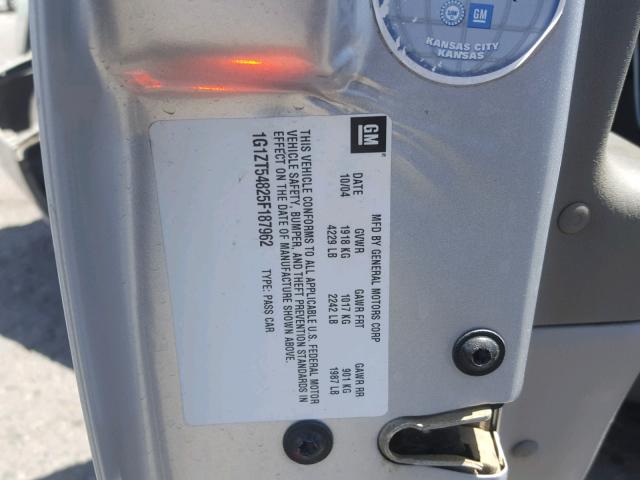 GM
KANSAS CITY
KANSAS
GM
MFD BY GENERAL MOTORS CORP
DATE GVWR GAWR FRT GAWR RR
10/04 1918 KG 1017 KG 901 KG
4229 LB 2242 LB 1987 LB
THIS VEHICLE CONFORMS TO ALL APPLICABLE U.S. FEDERAL MOTOR
VEHICLE SAFETY, BUMPER, AND THEFT PREVENTION STANDARDS IN
EFFECT ON THE DATE OF MANUFACTURE SHOWN ABOVE.
1G1ZT54825F187962 TYPE: PASS CAR